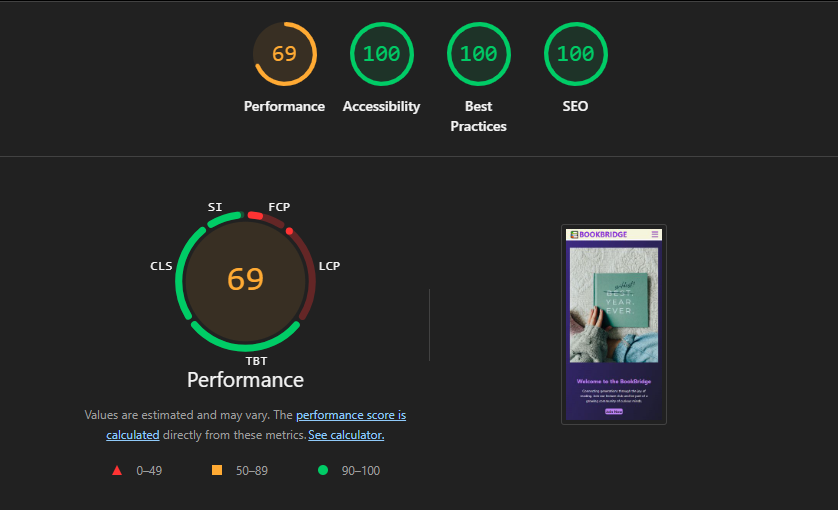 69
100
100
100
Performance
Accessibility
Best
Practices
SEO
SI
FCP
CLS
LCP
69
TBT
Performance
Values are estimated and may vary. The performance score is
calculated directly from these metrics. See calculator.
0–49
50–89
90–100
BOOKBRIDGE
BEST.
YEAR.
EVER.
Welcome to the BookBridge